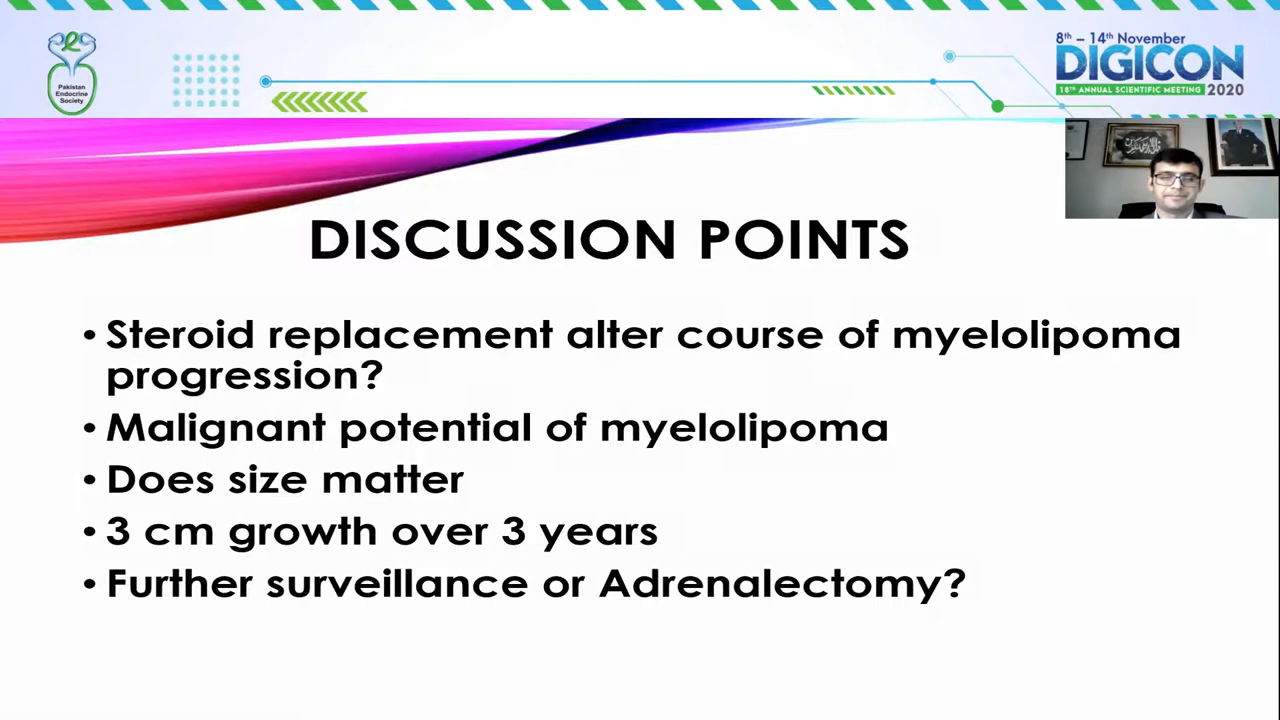 Pakistan
Endocrine
Society
8th – 14th November
DIGICON
18TH ANNUAL SCIENTIFIC MEETING 2020
DISCUSSION POINTS
• Steroid replacement alter course of myelolipoma
progression?
• Malignant potential of myelolipoma
• Does size matter
• 3 cm growth over 3 years
• Further surveillance or Adrenalectomy?